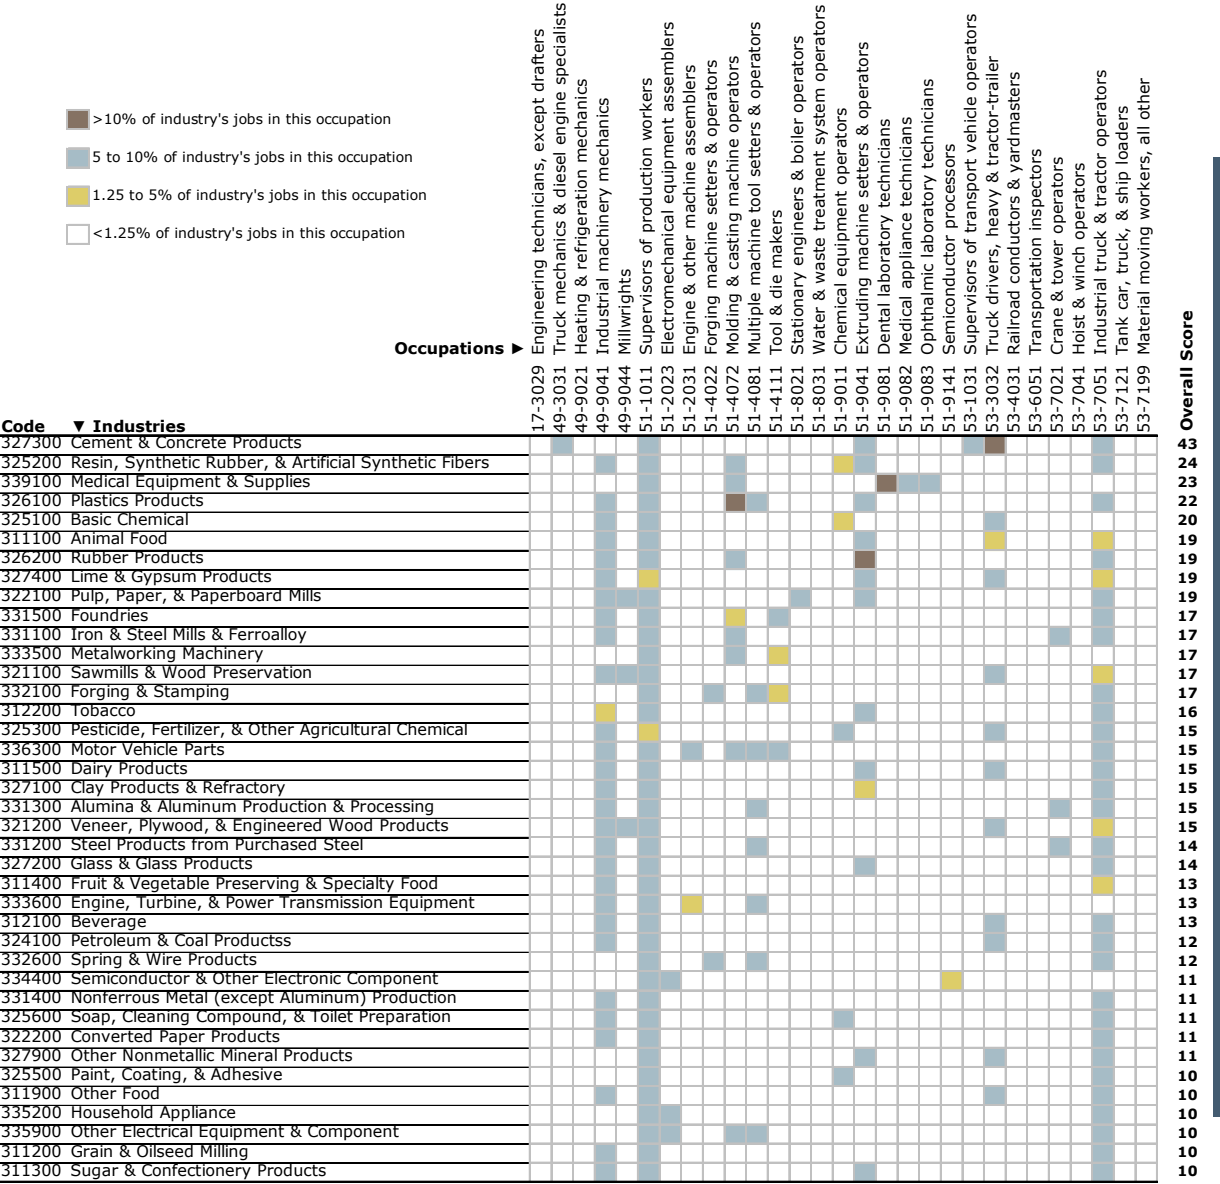 >10% of industry's jobs in this occupation
5 to 10% of industry's jobs in this occupation
1.25 to 5% of industry's jobs in this occupation
<1.25% of industry's jobs in this occupation
Occupations ►
17-3029 Engineering technicians, except drafters
49-3031 Truck mechanics & diesel engine specialists
49-9021 Heating & refrigeration mechanics
49-9041 Industrial machinery mechanics
49-9044 Millwrights
51-1011 Supervisors of production workers
51-2023 Electromechanical equipment assemblers
51-2031 Engine & other machine assemblers
51-4022 Forging machine setters & operators
51-4072 Molding & casting machine operators
51-4081 Multiple machine tool setters & operators
51-4111 Tool & die makers
51-8021 Stationary engineers & boiler operators
51-8031 Water & waste treatment system operators
51-9011 Chemical equipment operators
51-9041 Extruding machine setters & operators
51-9081 Dental laboratory technicians
51-9082 Medical appliance technicians
51-9083 Ophthalmic laboratory technicians
51-9141 Semiconductor processors
53-1031 Supervisors of transport vehicle operators
53-3032 Truck drivers, heavy & tractor-trailer
53-4031 Railroad conductors & yardmasters
53-6051 Transportation inspectors
53-7021 Crane & tower operators
53-7041 Hoist & winch operators
53-7051 Industrial truck & tractor operators
53-7121 Tank car, truck, & ship loaders
53-7199 Material moving workers, all other
Overall Score
Code ▼ Industries
327300 Cement & Concrete Products 43
325200 Resin, Synthetic Rubber, & Artificial Synthetic Fibers 24
339100 Medical Equipment & Supplies 23
326100 Plastics Products 22
325100 Basic Chemical 20
311100 Animal Food 19
326200 Rubber Products 19
327400 Lime & Gypsum Products 19
322100 Pulp, Paper, & Paperboard Mills 19
331500 Foundries 17
331100 Iron & Steel Mills & Ferroalloy 17
333500 Metalworking Machinery 17
321100 Sawmills & Wood Preservation 17
332100 Forging & Stamping 17
312200 Tobacco 16
325300 Pesticide, Fertilizer, & Other Agricultural Chemical 15
336300 Motor Vehicle Parts 15
311500 Dairy Products 15
327100 Clay Products & Refractory 15
331300 Alumina & Aluminum Production & Processing 15
321200 Veneer, Plywood, & Engineered Wood Products 15
331200 Steel Products from Purchased Steel 14
327200 Glass & Glass Products 14
311400 Fruit & Vegetable Preserving & Specialty Food 13
333600 Engine, Turbine, & Power Transmission Equipment 13
312100 Beverage 13
324100 Petroleum & Coal Productss 12
332600 Spring & Wire Products 12
334400 Semiconductor & Other Electronic Component 11
331400 Nonferrous Metal (except Aluminum) Production 11
325600 Soap, Cleaning Compound, & Toilet Preparation 11
322200 Converted Paper Products 11
327900 Other Nonmetallic Mineral Products 11
325500 Paint, Coating, & Adhesive 10
311900 Other Food 10
335200 Household Appliance 10
335900 Other Electrical Equipment & Component 10
311200 Grain & Oilseed Milling 10
311300 Sugar & Confectionery Products 10